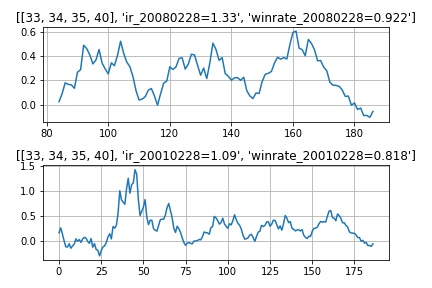 [[33, 34, 35, 40], 'ir_20080228=1.33', 'winrate_20080228=0.922']
0.6
0.4
0.2
0.0
80 100 120 140 160 180
[[33, 34, 35, 40], 'ir_20010228=1.09', 'winrate_20010228=0.818']
1.5
1.0
0.5
0.0
0 25 50 75 100 125 150 175